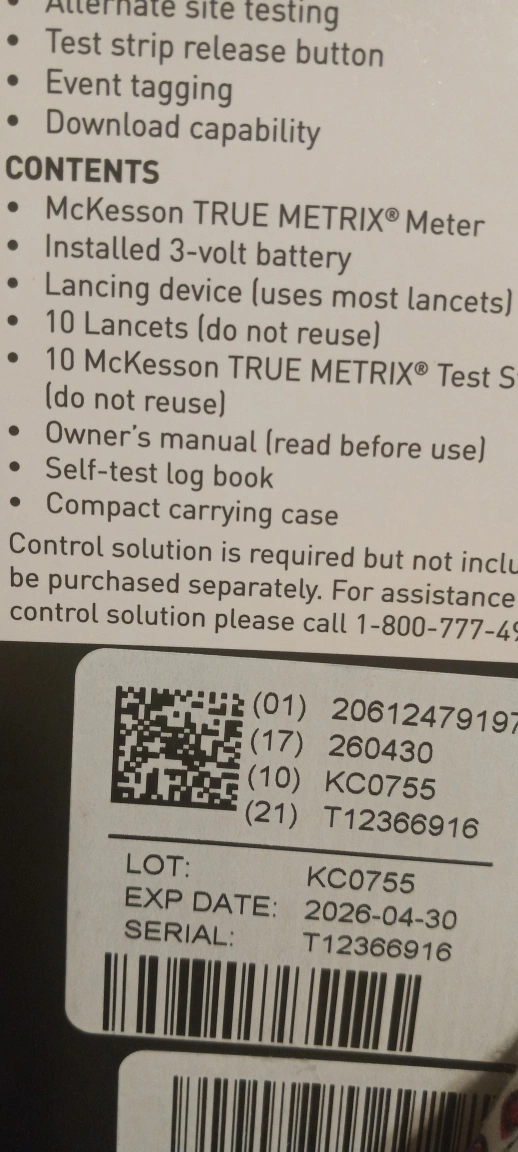 Alternate site testing
• Test strip release button
• Event tagging
• Download capability
CONTENTS
• McKesson TRUE METRIX® Meter
• Installed 3-volt battery
• Lancing device (uses most lancets)
• 10 Lancets (do not reuse)
• 10 McKesson TRUE METRIX® Test S
(do not reuse)
• Owner's manual (read before use)
• Self-test log book
• Compact carrying case
Control solution is required but not inclu
be purchased separately. For assistance
control solution please call 1-800-777-49
(01) 20612479197
(17) 260430
(10) KC0755
(21) T12366916
LOT: KC0755
EXP DATE: 2026-04-30
SERIAL: T12366916